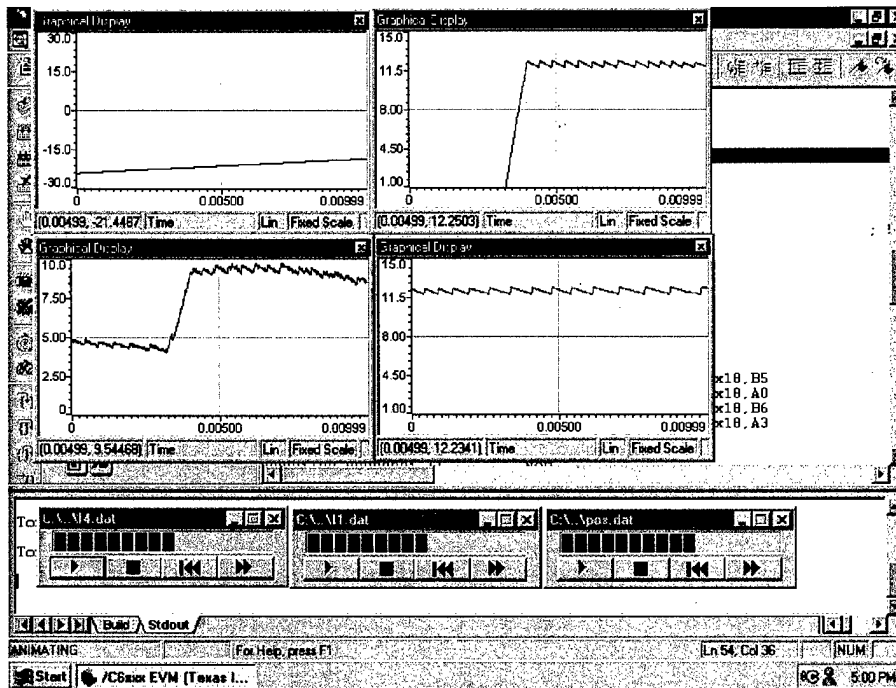 Graphical Display
30.0
15.0
0
-15.0
-30.0
0
0.00500
0.00999
(0.00499, -21.4487)
Time
Lin
Fixed Scale
Graphical Display
15.0
11.5
8.00
4.50
1.00
0
0.00500
0.00999
(0.00499, 12.2503)
Time
Lin
Fixed Scale
Graphical Display
10.0
7.50
5.00
2.50
0
0
0.00500
0.00999
(0.00499, 9.54468)
Time
Lin
Fixed Scale
Graphical Display
15.0
11.5
8.00
4.50
1.00
0
0.00500
0.00999
(0.00499, 12.2341)
Time
Lin
Fixed Scale
x18,B5
x18,A0
x18,B6
x18,A3
C:\..\I1.dat
C:\..\pos.dat
Build
Stdout
ANIMATING
For Help, press F1
Ln 54, Col 36
NUM
Start
/C6xxx EVM (Texas I...